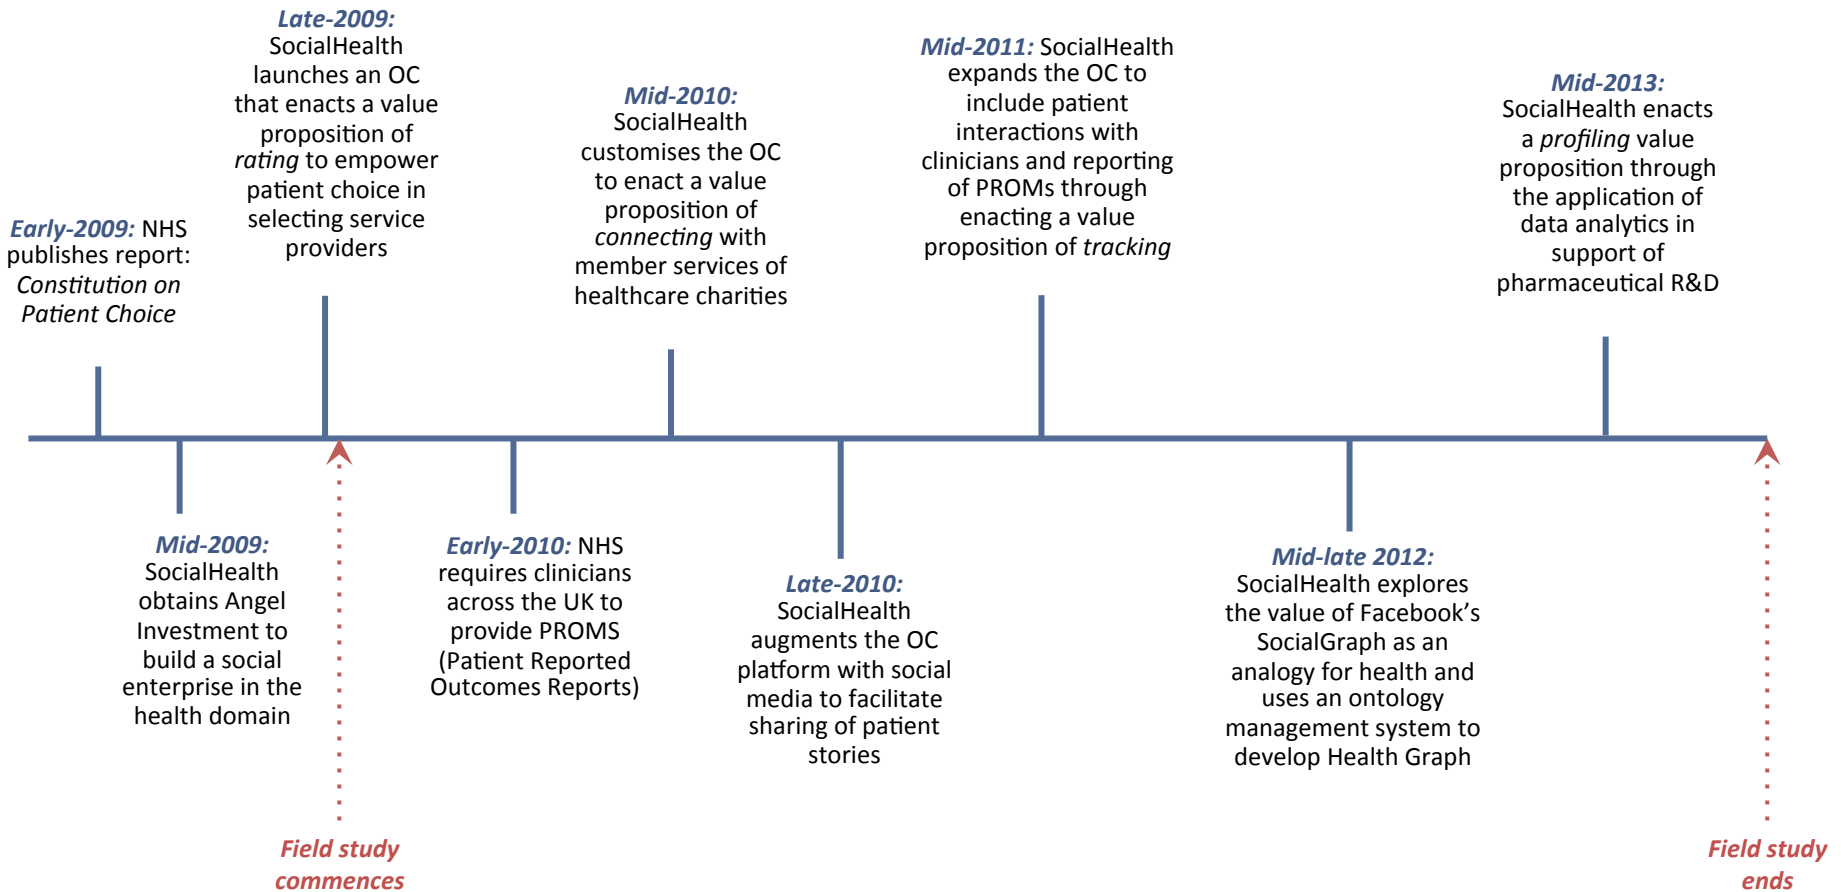 Early-2009: NHS
publishes report:
Constitution on
Patient Choice
Late-2009:
SocialHealth
launches an OC
that enacts a value
proposition of
rating to empower
patient choice in
selecting service
providers
Mid-2010:
SocialHealth
customises the OC
to enact a value
proposition of
connecting with
member services of
healthcare charities
Mid-2011: SocialHealth
expands the OC to
include patient
interactions with
clinicians and reporting
of PROMs through
enacting a value
proposition of tracking
Mid-2013:
SocialHealth enacts
a profiling value
proposition through
the application of
data analytics in
support of
pharmaceutical R&D
Mid-2009:
SocialHealth
obtains Angel
Investment to
build a social
enterprise in the
health domain
Early-2010: NHS
requires clinicians
across the UK to
provide PROMS
(Patient Reported
Outcomes Reports)
Late-2010:
SocialHealth
augments the OC
platform with social
media to facilitate
sharing of patient
stories
Mid-late 2012:
SocialHealth explores
the value of Facebook’s
SocialGraph as an
analogy for health and
uses an ontology
management system to
develop Health Graph
Field study
commences
Field study
ends